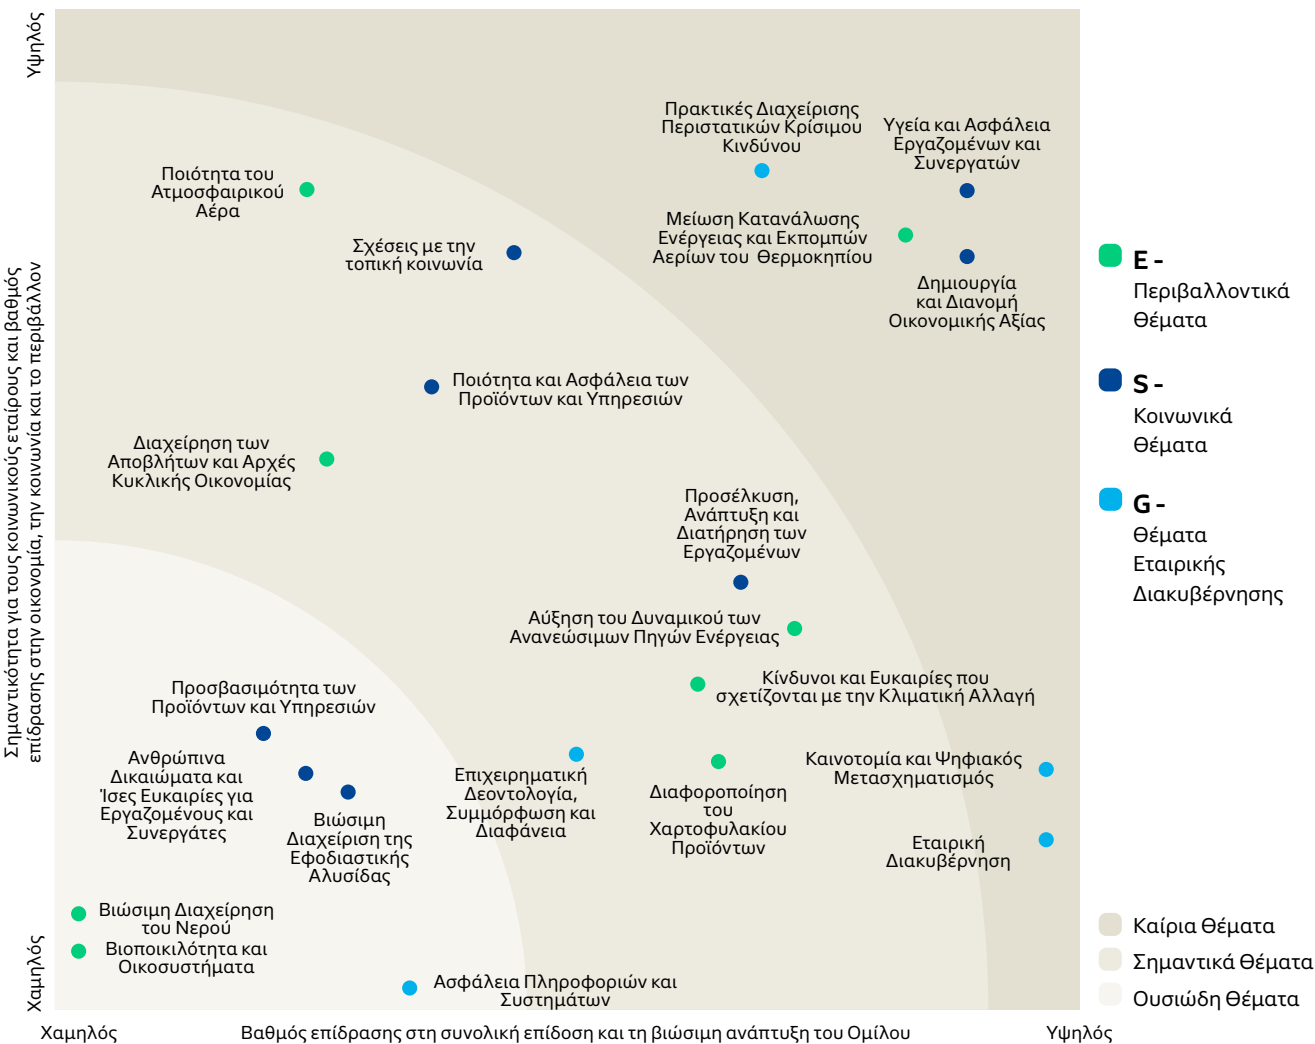 Υψηλός
Σημαντικότητα για τους κοινωνικούς εταίρους και βαθμός
επίδρασης στην οικονομία, την κοινωνία και το περιβάλλον
Χαμηλός
Πρακτικές Διαχείρισης
Περιστατικών Κρίσιμου
Κινδύνου
Υγεία και Ασφάλεια
Εργαζομένων και
Συνεργατών
Ποιότητα του
Ατμοσφαιρικού
Αέρα
Σχέσεις με την
τοπική κοινωνία
Μείωση Κατανάλωσης
Ενέργειας και Εκπομπών
Αερίων του Θερμοκηπίου
Δημιουργία
και Διανομή
Οικονομικής Αξίας
Ποιότητα και Ασφάλεια των
Προϊόντων και Υπηρεσιών
Διαχείρηση των
Αποβλήτων και Αρχές
Κυκλικής Οικονομίας
Προσέλκυση,
Ανάπτυξη και
Διατήρηση των
Εργαζομένων
Αύξηση του Δυναμικού των
Ανανεώσιμων Πηγών Ενέργειας
Κίνδυνοι και Ευκαιρίες που
σχετίζονται με την Κλιματική Αλλαγή
Προσβασιμότητα των
Προϊόντων και Υπηρεσιών
Ανθρώπινα
Δικαιώματα και
Ίσες Ευκαιρίες για
Εργαζομένους και
Συνεργάτες
Βιώσιμη
Διαχείριση της
Εφοδιαστικής
Αλυσίδας
Επιχειρηματική
Δεοντολογία,
Συμμόρφωση και
Διαφάνεια
Διαφοροποίηση
του
Χαρτοφυλακίου
Προϊόντων
Καινοτομία και Ψηφιακός
Μετασχηματισμός
Εταιρική
Διακυβέρνηση
Βιώσιμη Διαχείρηση
του Νερού
Βιοποικιλότητα και
Οικοσυστήματα
Ασφάλεια Πληροφοριών και
Συστημάτων
Χαμηλός
Βαθμός επίδρασης στη συνολική επίδοση και τη βιώσιμη ανάπτυξη του Ομίλου
Υψηλός
E -
Περιβαλλοντικά
Θέματα
S -
Κοινωνικά
Θέματα
G -
Θέματα
Εταιρικής
Διακυβέρνησης
Καίρια Θέματα
Σημαντικά Θέματα
Ουσιώδη Θέματα